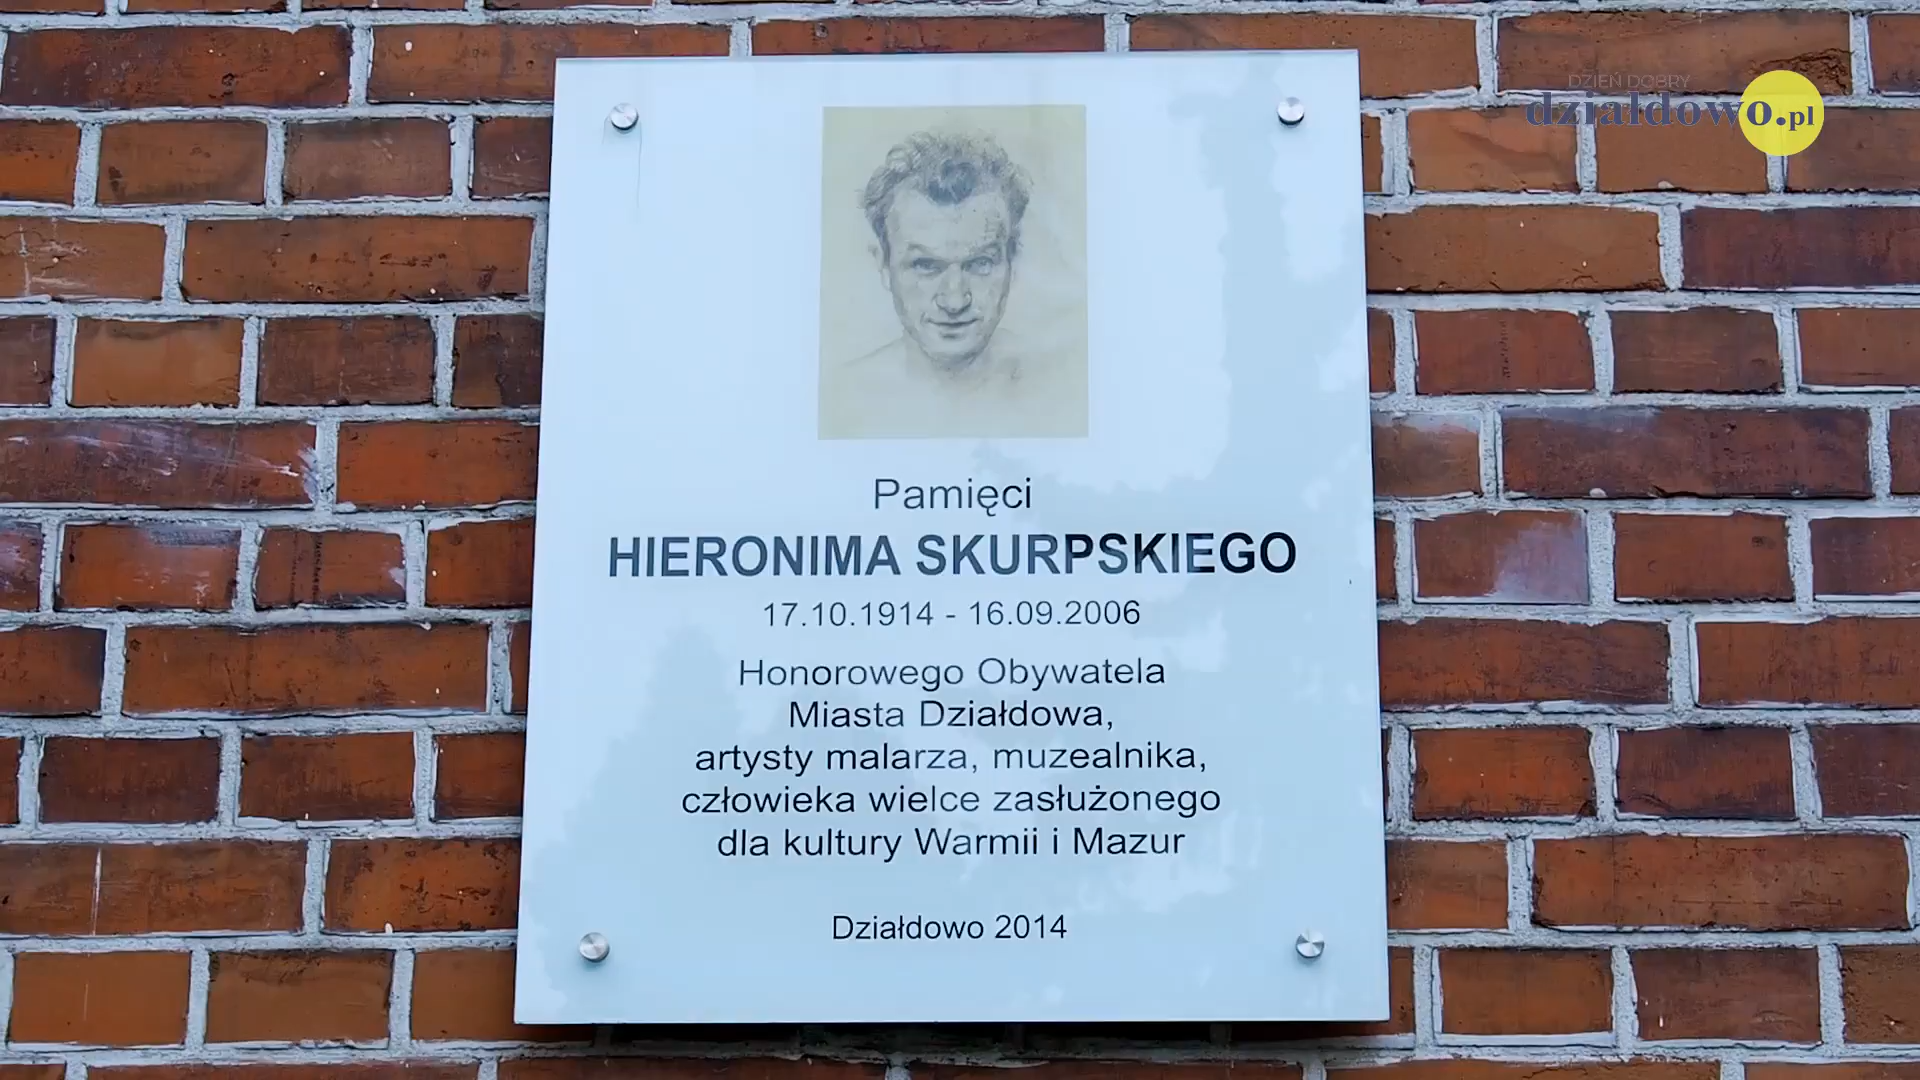 DZIEŃ DOBRY
działdowo.pl
Pamięci
HIERONIMA SKURPSKIEGO
17.10.1914 - 16.09.2006
Honorowego Obywatela
Miasta Działdowa,
artysty malarza, muzealnika,
człowieka wielce zasłużonego
dla kultury Warmii i Mazur
Działdowo 2014